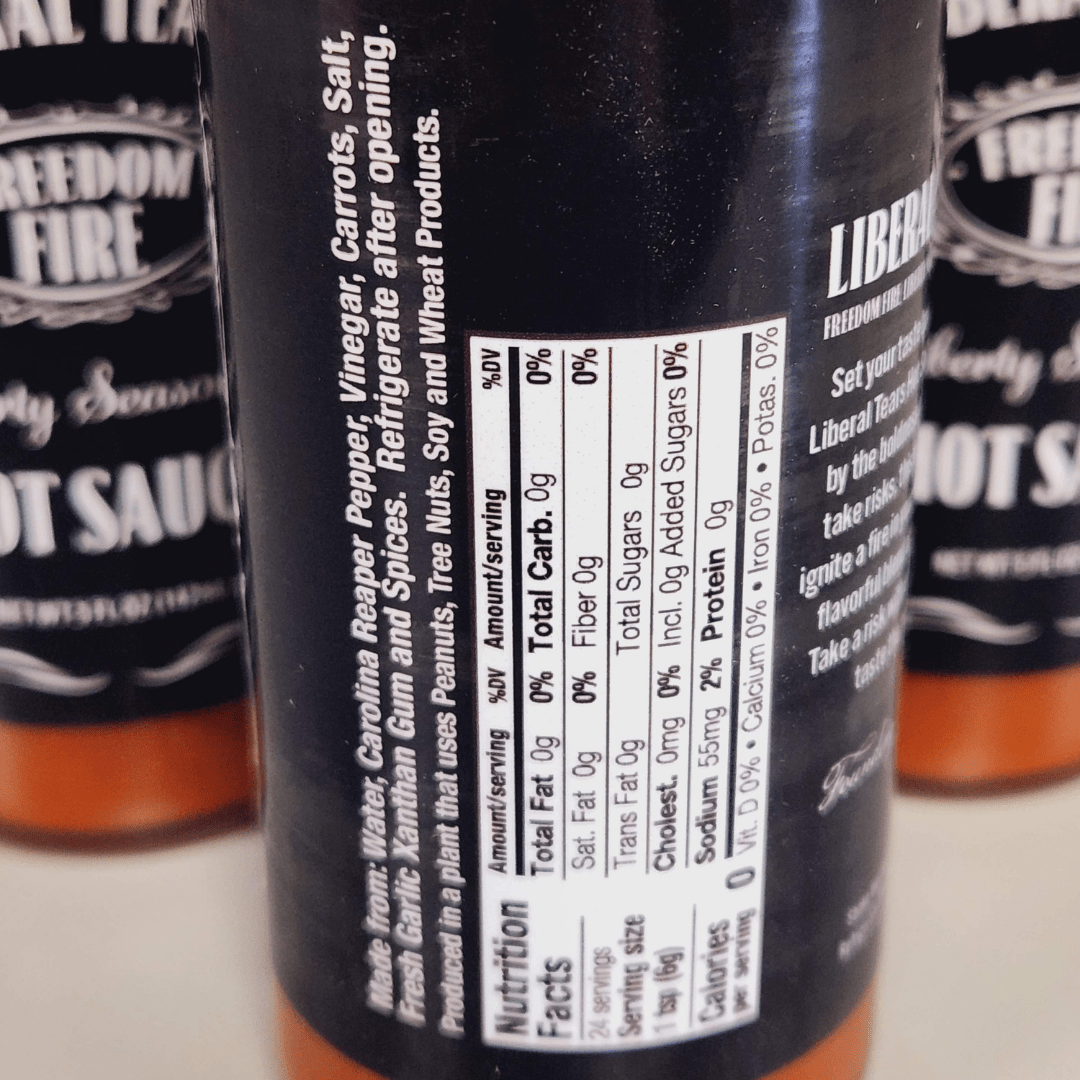 FREEDOM
FIRE
HOT SAUC
Made from: Water, Carolina Reaper Pepper, Vinegar, Carrots, Salt,
Fresh Garlic Xanthan Gum and Spices. Refrigerate after opening.
Produced in a plant that uses Peanuts, Tree Nuts, Soy and Wheat Products.
Nutrition
Facts
24 servings
Serving size
1 tsp (6g)
Calories 0
per serving
Amount/serving %DV Amount/serving %DV
Total Fat 0g 0% Total Carb. 0g 0%
Sat. Fat 0g 0% Fiber 0g 0%
Trans Fat 0g Total Sugars 0g
Cholest. 0mg 0% Incl. 0g Added Sugars 0%
Sodium 55mg 2% Protein 0g
Vit. D 0% • Calcium 0% • Iron 0% • Potas. 0%
LIBERA
FREEDOM FIRE
Set your taste
Liberal Tears
by the
take risks,
ignite a fire in
flavorful
Take a risk
taste
FRE
FI
HOT S